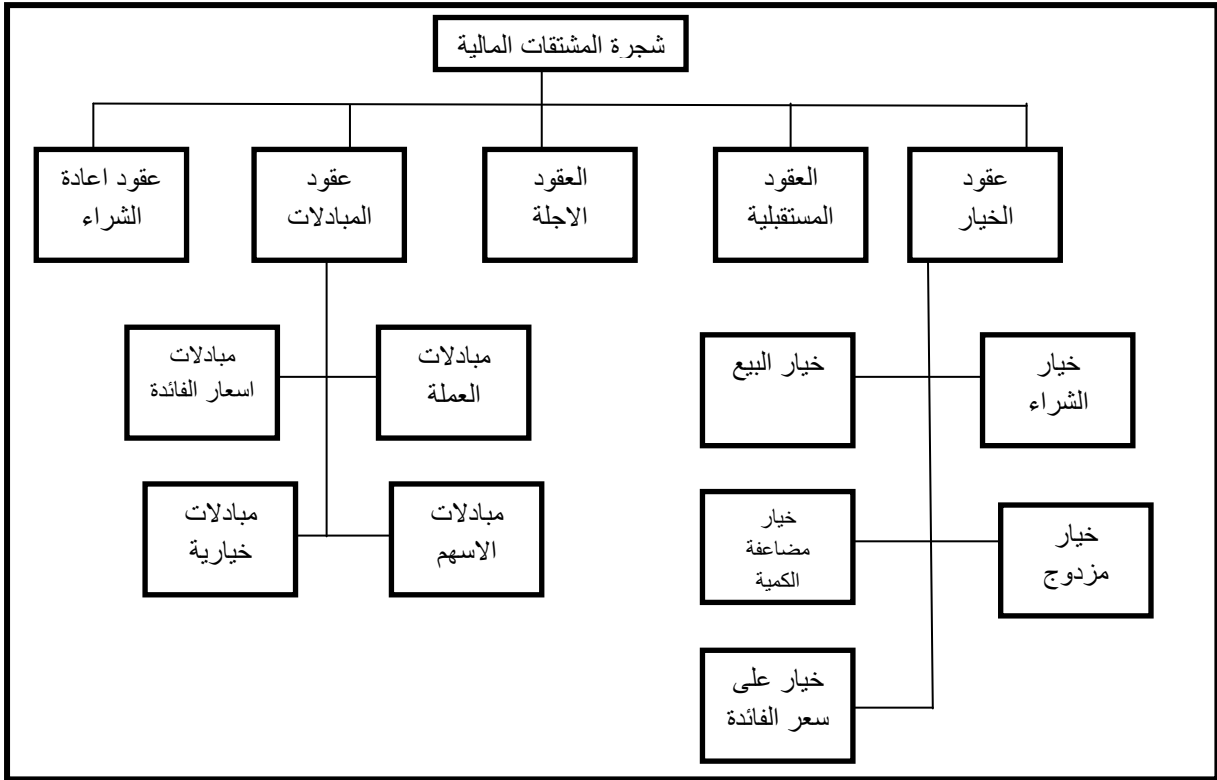 شجرة المشتقات المالية
عقود
الخيار
العقود
المستقبلية
العقود
الاجلة
عقود
المبادلات
عقود اعادة
الشراء
خيار
الشراء
خيار البيع
مبادلات
العملة
مبادلات
اسعار الفائدة
خيار
مزدوج
خيار
مضاعفة
الكمية
مبادلات
الاسهم
مبادلات
خيارية
خيار على
سعر الفائدة